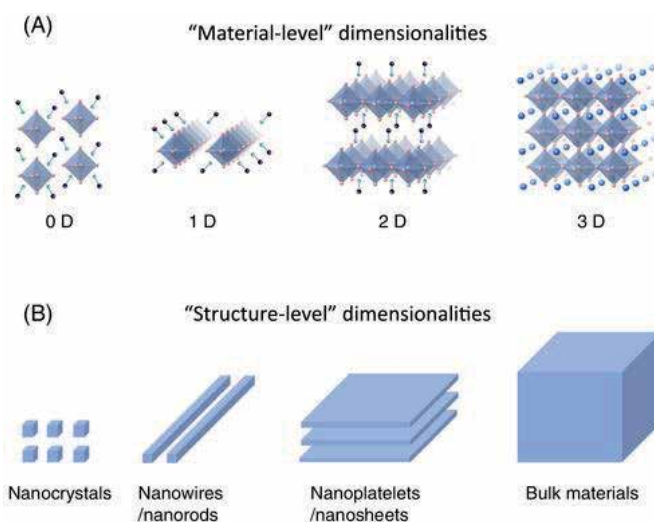 (A)
"Material-level" dimensionalities
0 D
1 D
2 D
3 D
(B)
"Structure-level" dimensionalities
Nanocrystals
Nanowires
/nanorods
Nanoplatelets
/nanosheets
Bulk materials